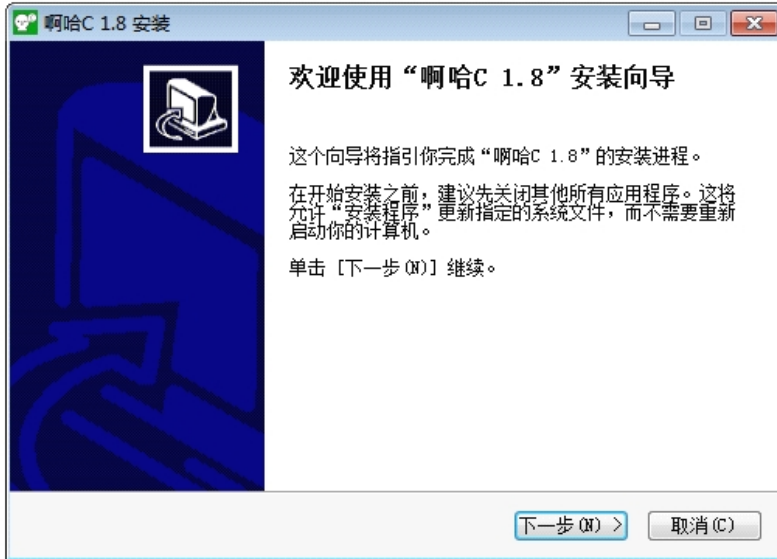 啊哈C 1.8 安装
欢迎使用“啊哈C 1.8”安装向导
这个向导将指引你完成“啊哈C 1.8”的安装进程。
在开始安装之前，建议先关闭其他所有应用程序。这将
允许“安装程序”更新指定的系统文件，而不需要重新
启动你的计算机。
单击 [下一步(N)] 继续。
下一步(N) > 取消(C)